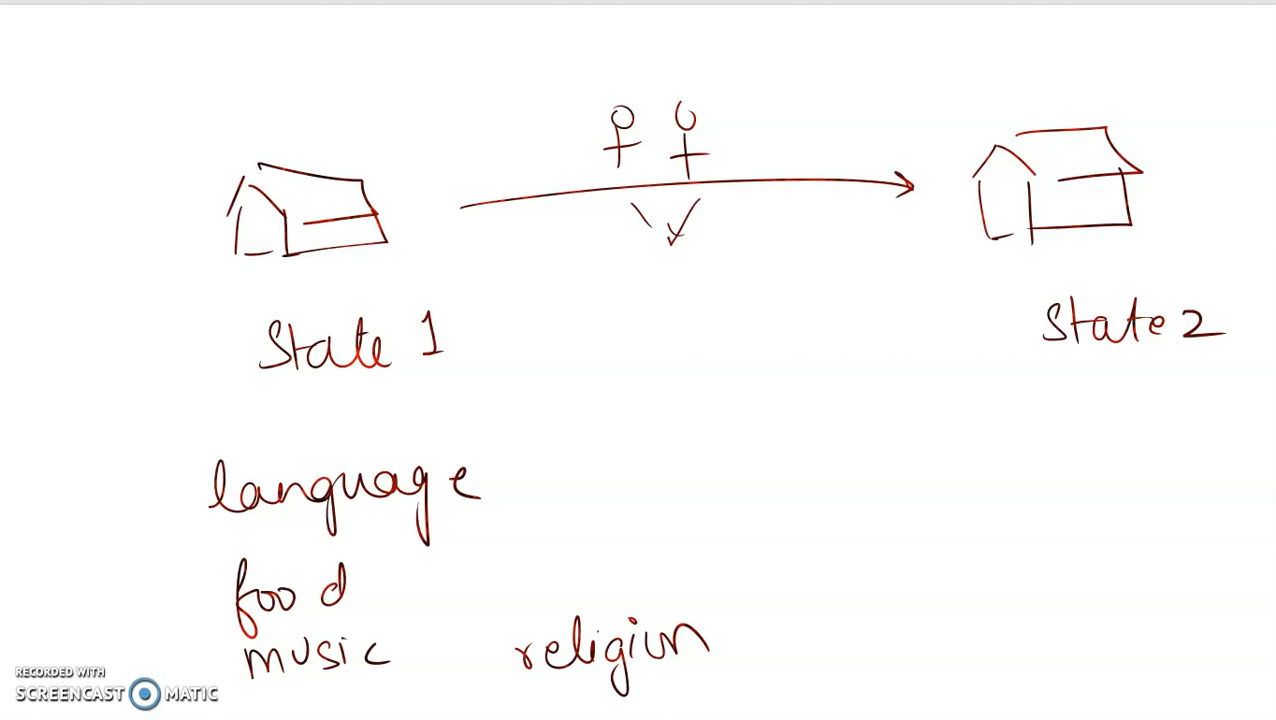 State 1
State 2
language
food
music religion
RECORDED WITH
SCREENCAST MATIC